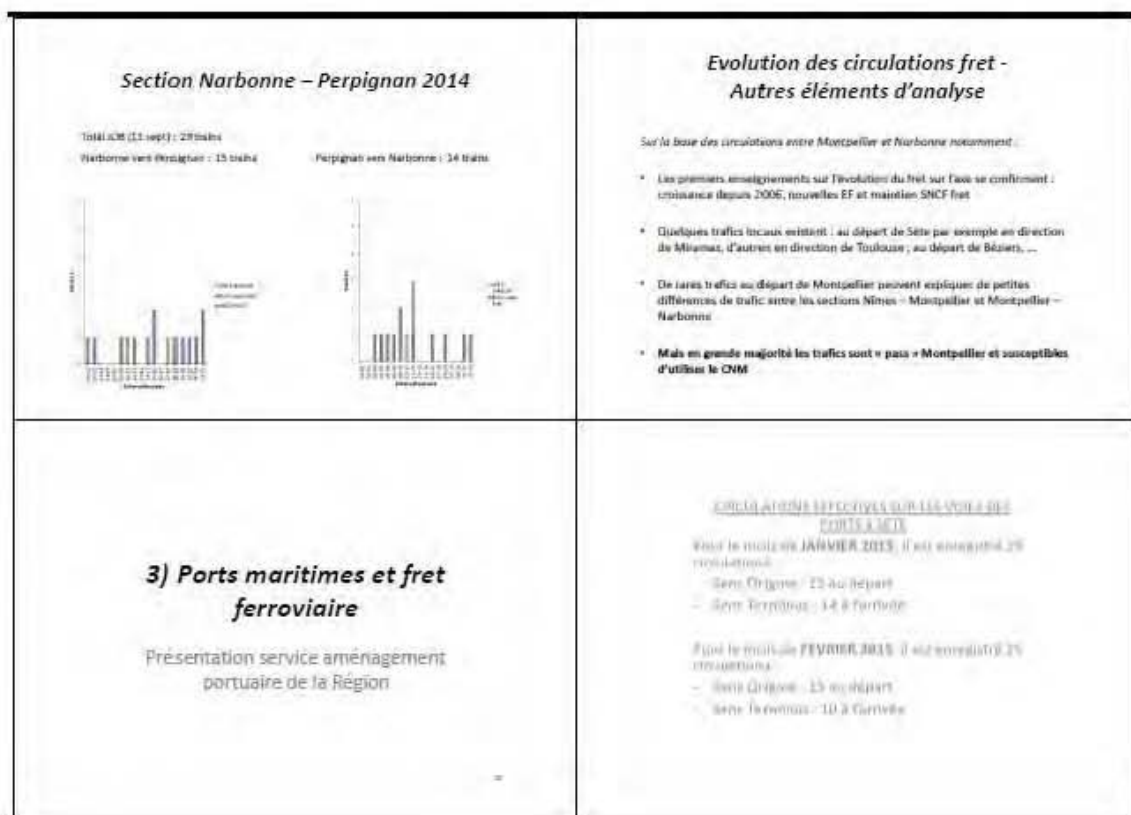 Section Narbonne – Perpignan 2014
Total JOB (11 sept) : 29 trains
Narbonne vers Perpignan : 15 trains
Perpignan vers Narbonne : 14 trains
Evolution des circulations fret -
Autres éléments d'analyse
Sur la base des circulations entre Montpellier et Narbonne notamment :
• Les premiers enseignements sur l'évolution du fret sur l'axe se confirment :
croissance depuis 2006, nouvelles EF et maintien SNCF fret
• Quelques trafics locaux existent : au départ de Sète par exemple en direction
de Miramas, d'autres en direction de Toulouse ; au départ de Béziers, ...
• De rares trafics au départ de Montpellier peuvent expliquer de petites
différences de trafic entre les sections Nîmes – Montpellier et Montpellier –
Narbonne
• Mais en grande majorité les trafics sont « pass » Montpellier et susceptibles
d'utiliser le CNM
3) Ports maritimes et fret
ferroviaire
Présentation service aménagement
portuaire de la Région
CIRCULATIONS EFFECTIVES SUR LES VOIES DES
PORTS A SETE
Pour le mois de JANVIER 2015, il est enregistré 29
circulations
- Sens Origine : 15 au départ
- Sens Terminus : 14 à l'arrivée
Pour le mois de FEVRIER 2015, il est enregistré 25
circulations
- Sens Origine : 15 au départ
- Sens Terminus : 10 à l'arrivée